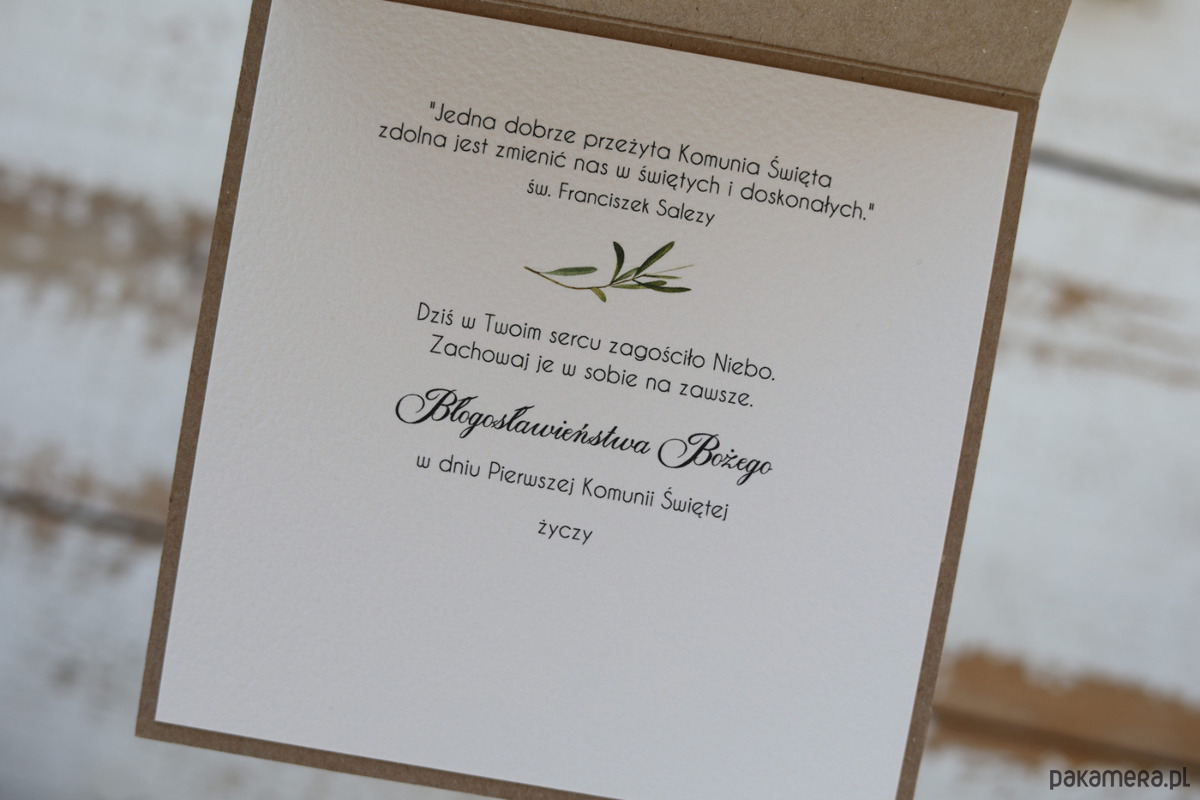 "Jedna dobrze przeżyta Komunia Święta
zdolna jest zmienić nas w świętych i doskonałych."
św. Franciszek Salezy
Dziś w Twoim sercu zagościło Niebo.
Zachowaj je w sobie na zawsze.
Błogosławieństwa Bożego
w dniu Pierwszej Komunii Świętej
życzy
pakamera.pl